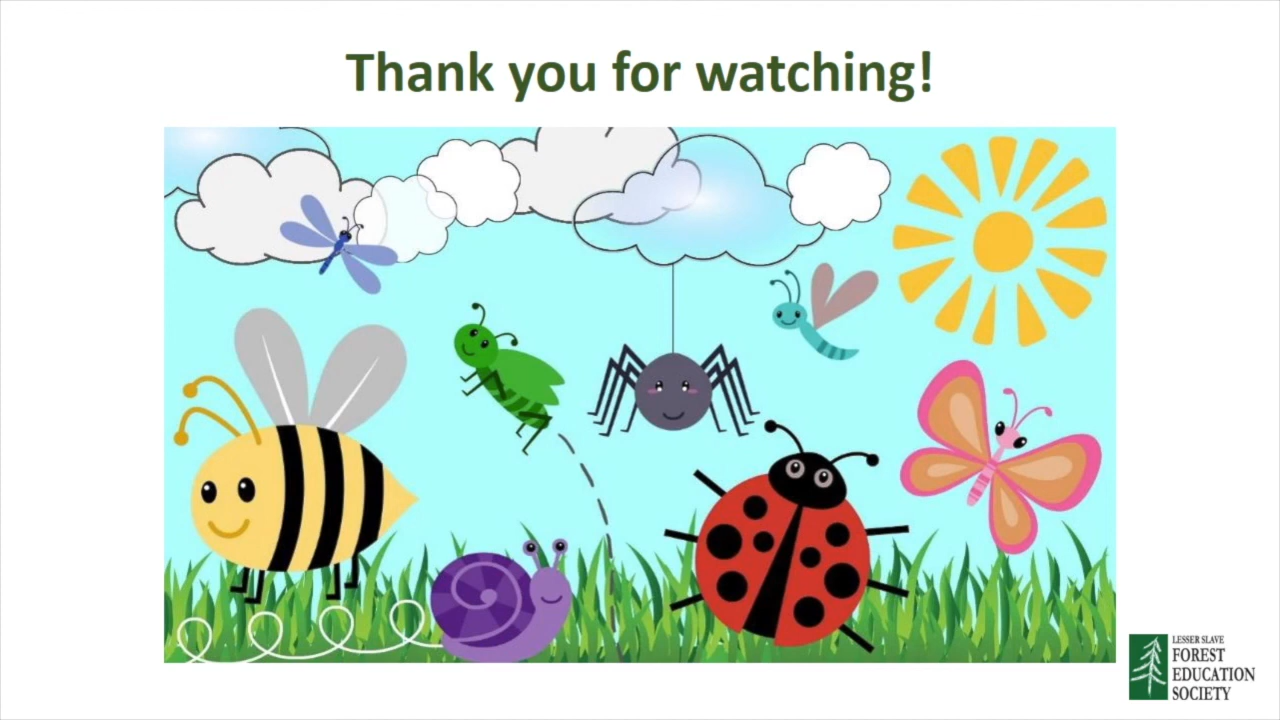 Thank you for watching!
LESSER SLAVE
FOREST
EDUCATION
SOCIETY